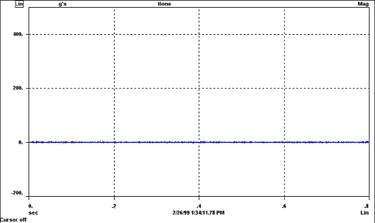 Lin g's None Mag
400.
200.
0.
-200.
0. .2 .4 .6 .8
sec 2/26/99 1:34:11.78 PM Lin
Cursor off